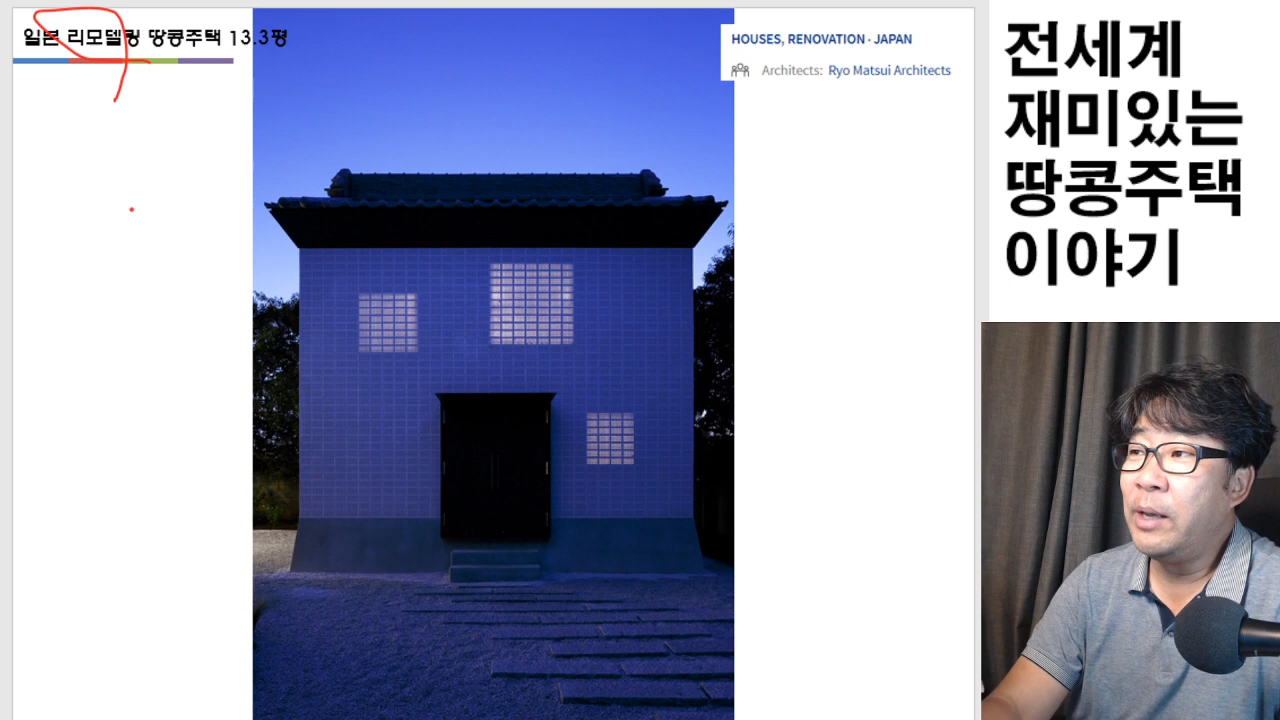 일본 리모델링 땅콩주택 13.3평
HOUSES, RENOVATION · JAPAN
Architects: Ryo Matsui Architects
전세계
재미있는
땅콩주택
이야기